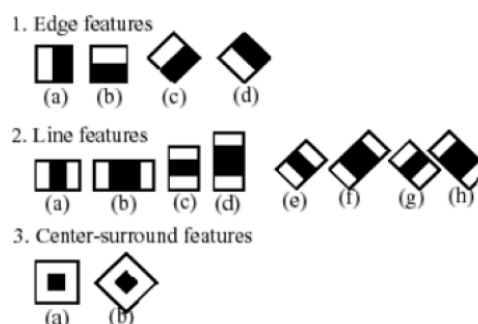 1. Edge features
(a) (b) (c) (d)
2. Line features
(a) (b) (c) (d) (e) (f) (g) (h)
3. Center-surround features
(a) (b)